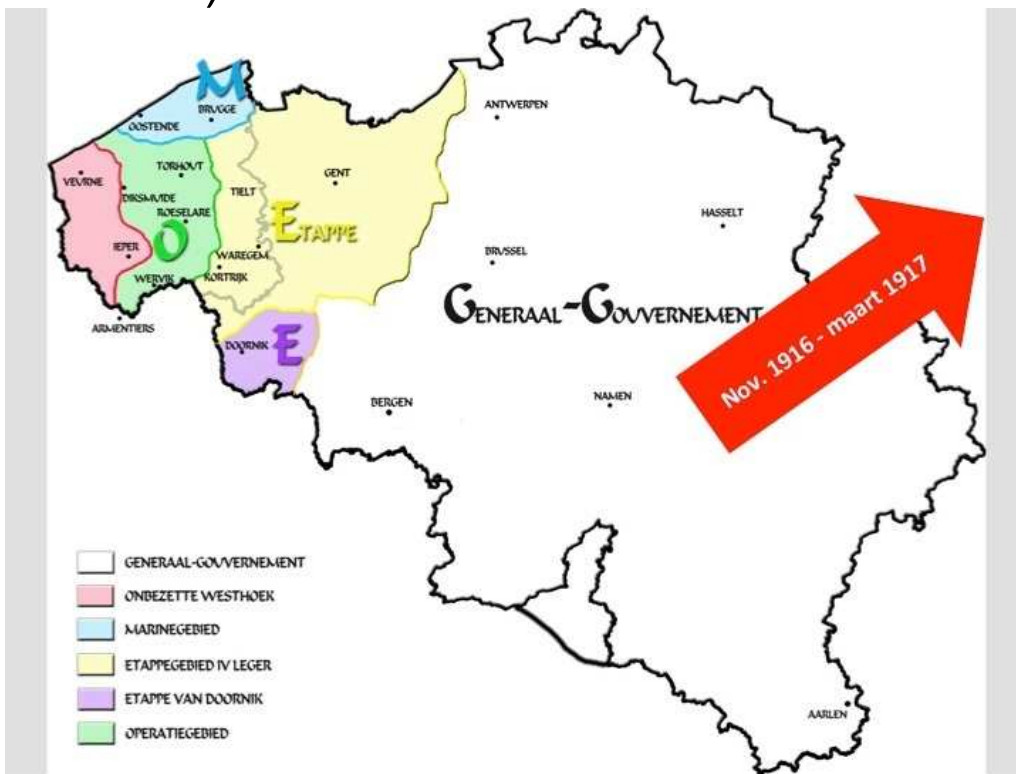 M
BRUGGE
OOSTENDE
ANTWERPEN
TORHOUT
VEURNE
GENT
DIKSMUIDE
TIELT
ROESELARE
HASSELT
O
ETAPPE
IEPER
WAREGEM
BRUSSEL
WERVIK
KORTRIJK
GENERAAL-GOUVERNEMENT
Nov. 1916 - maart 1917
ARMENTIERS
DOORNIK
E
BERGEN
NAMEN
GENERAAL-GOUVERNEMENT
ONBEZETTE WESTHOEK
MARINEGEBIED
ETAPPEGEBIED IV LEGER
ETAPPE VAN DOORNIK
OPERATIEGEBIED
AARLEN